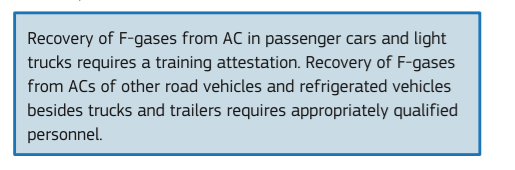 Recovery of F-gases from AC in passenger cars and light
trucks requires a training attestation. Recovery of F-gases
from ACs of other road vehicles and refrigerated vehicles
besides trucks and trailers requires appropriately qualified
personnel.